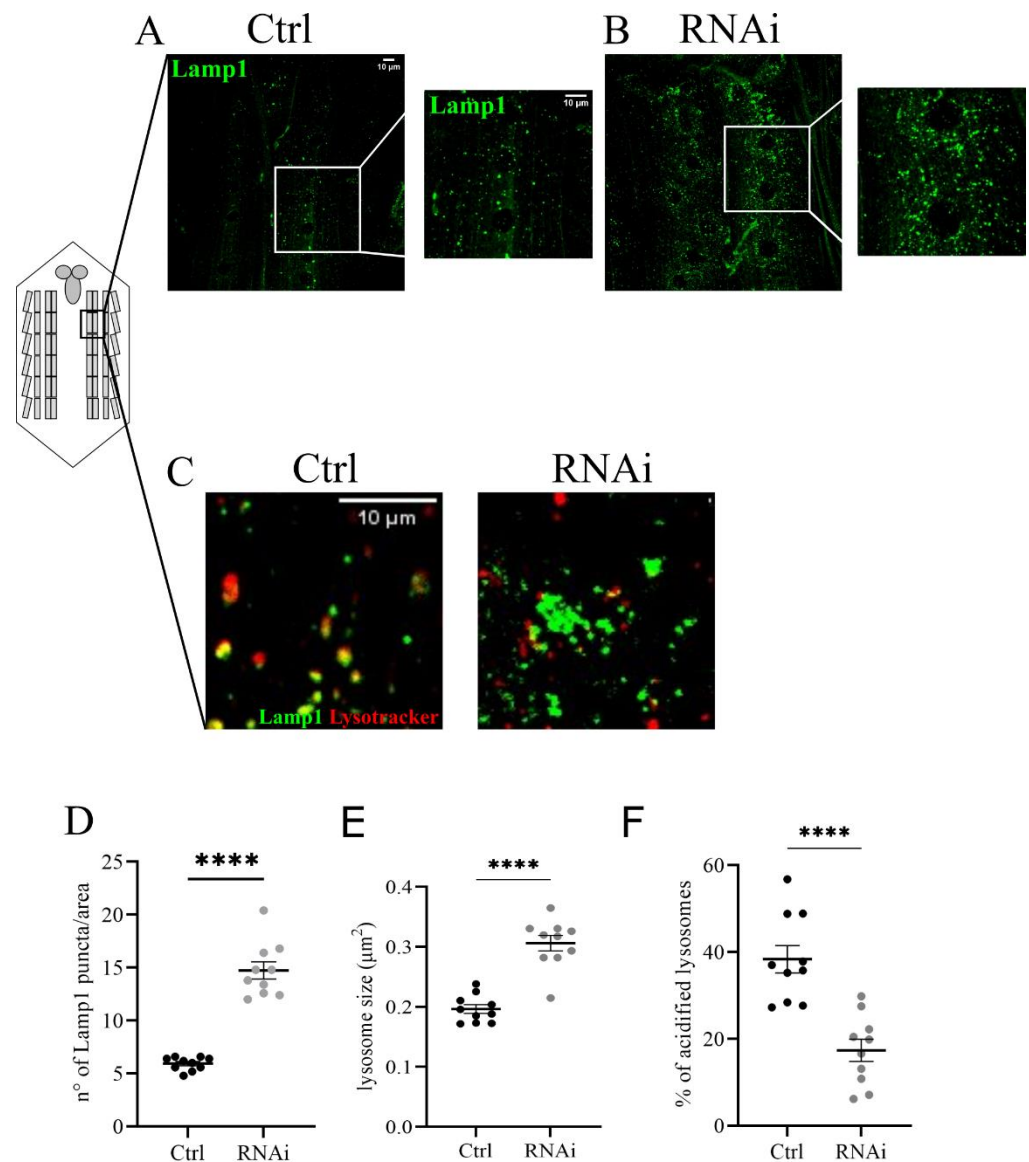 A
Ctrl
B
RNAi
Lamp1
10 µm
Lamp1
10 µm
C
Ctrl
RNAi
10 µm
Lamp1 Lysotracker
D
E
F
****
****
****
n° of Lamp1 puncta/area
25
20
15
10
5
0
Ctrl
RNAi
lysosome size (µm²)
0.4
0.3
0.2
0.1
0.0
Ctrl
RNAi
% of acidified lysosomes
60
40
20
0
Ctrl
RNAi